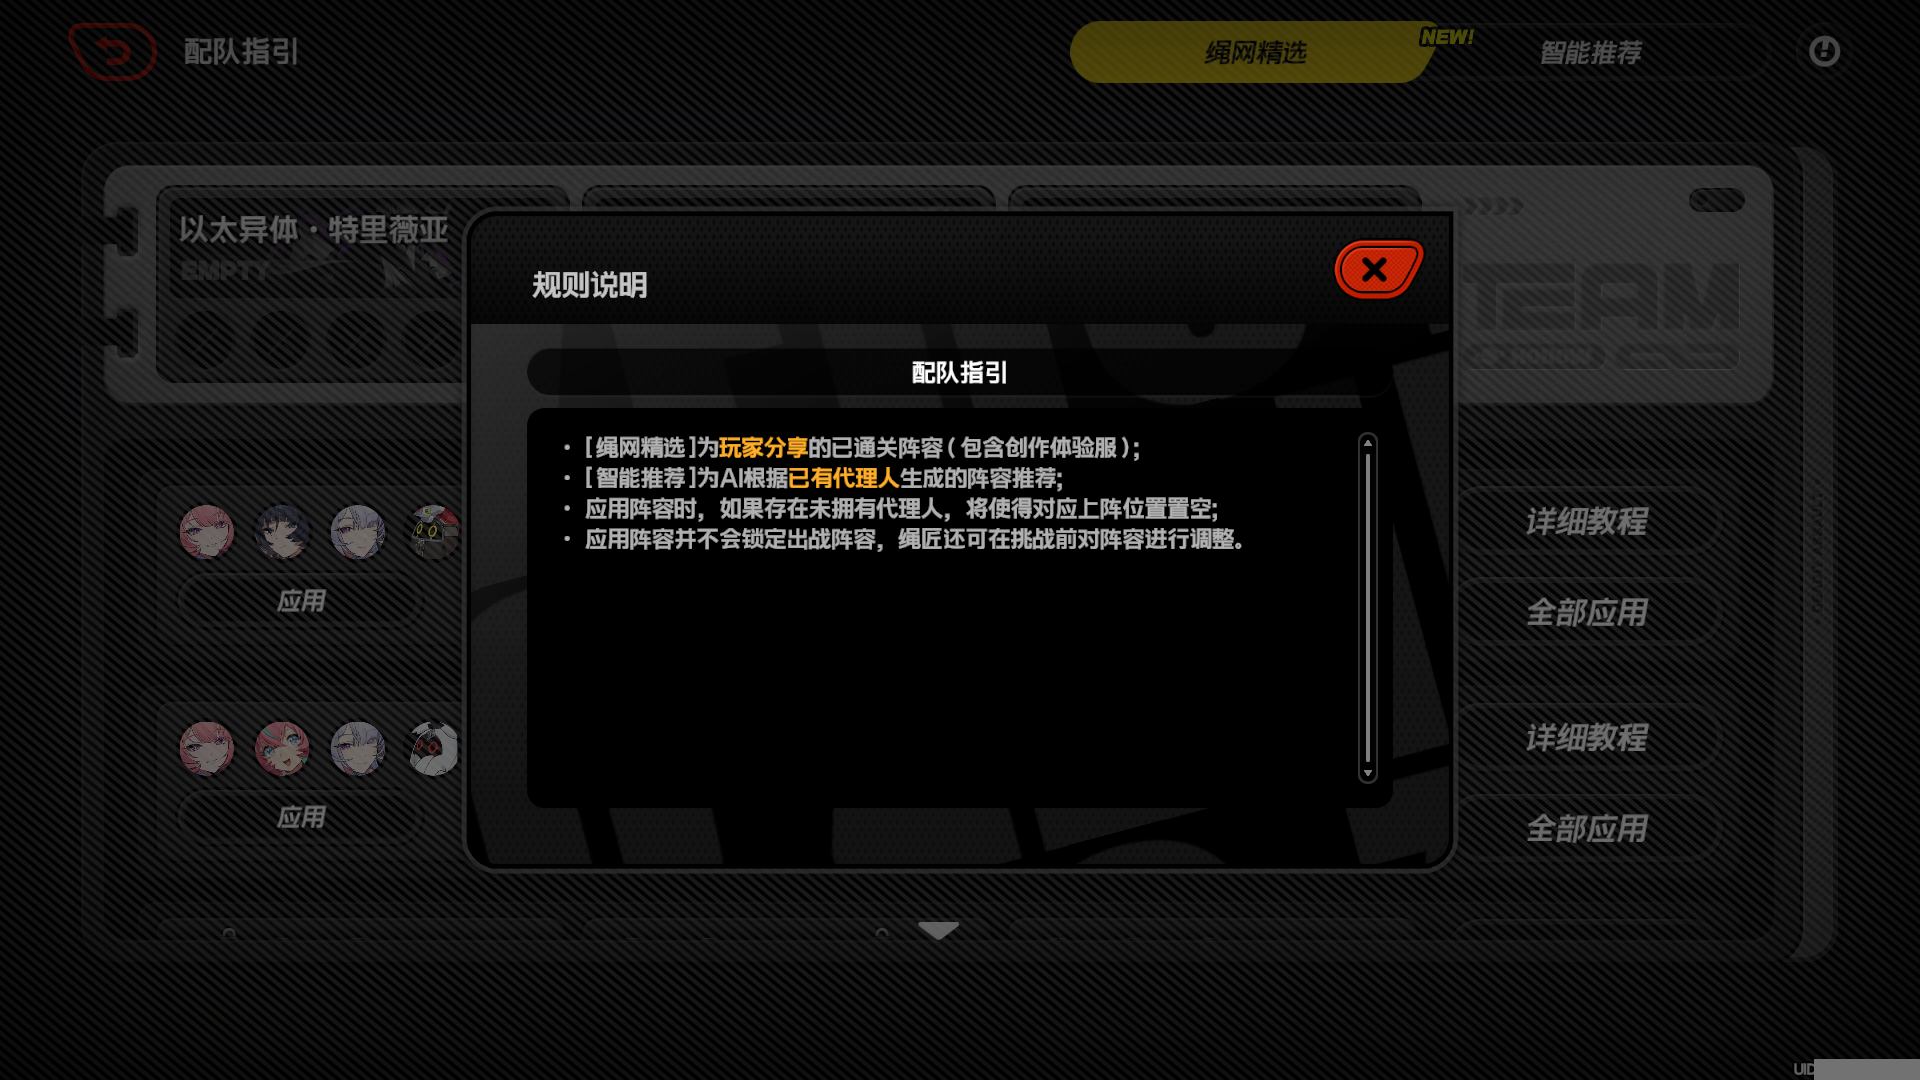 配队指引
绳网精选
NEW!
智能推荐
以太异体·特里薇亚
EMPTY
TEAM
规则说明
配队指引
· [绳网精选]为玩家分享的已通关阵容(包含创作体验服);
· [智能推荐]为AI根据已有代理人生成的阵容推荐;
· 应用阵容时，如果存在未拥有代理人，将使得对应上阵位置置空;
· 应用阵容并不会锁定出战阵容，绳匠还可在挑战前对阵容进行调整。
应用
详细教程
全部应用
应用
详细教程
全部应用
UID